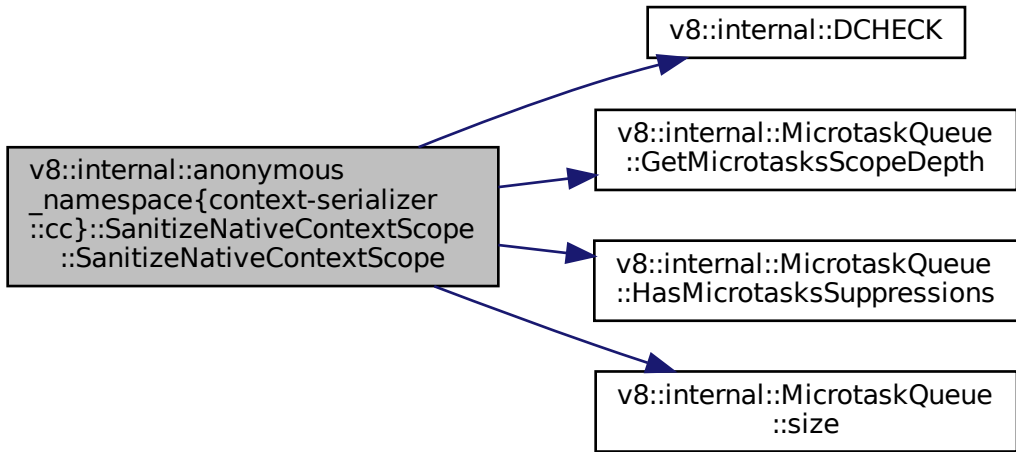 v8::internal::anonymous
_namespace{context-serializer
::cc}::SanitizeNativeContextScope
::SanitizeNativeContextScope
v8::internal::DCHECK
v8::internal::MicrotaskQueue
::GetMicrotasksScopeDepth
v8::internal::MicrotaskQueue
::HasMicrotasksSuppressions
v8::internal::MicrotaskQueue
::size